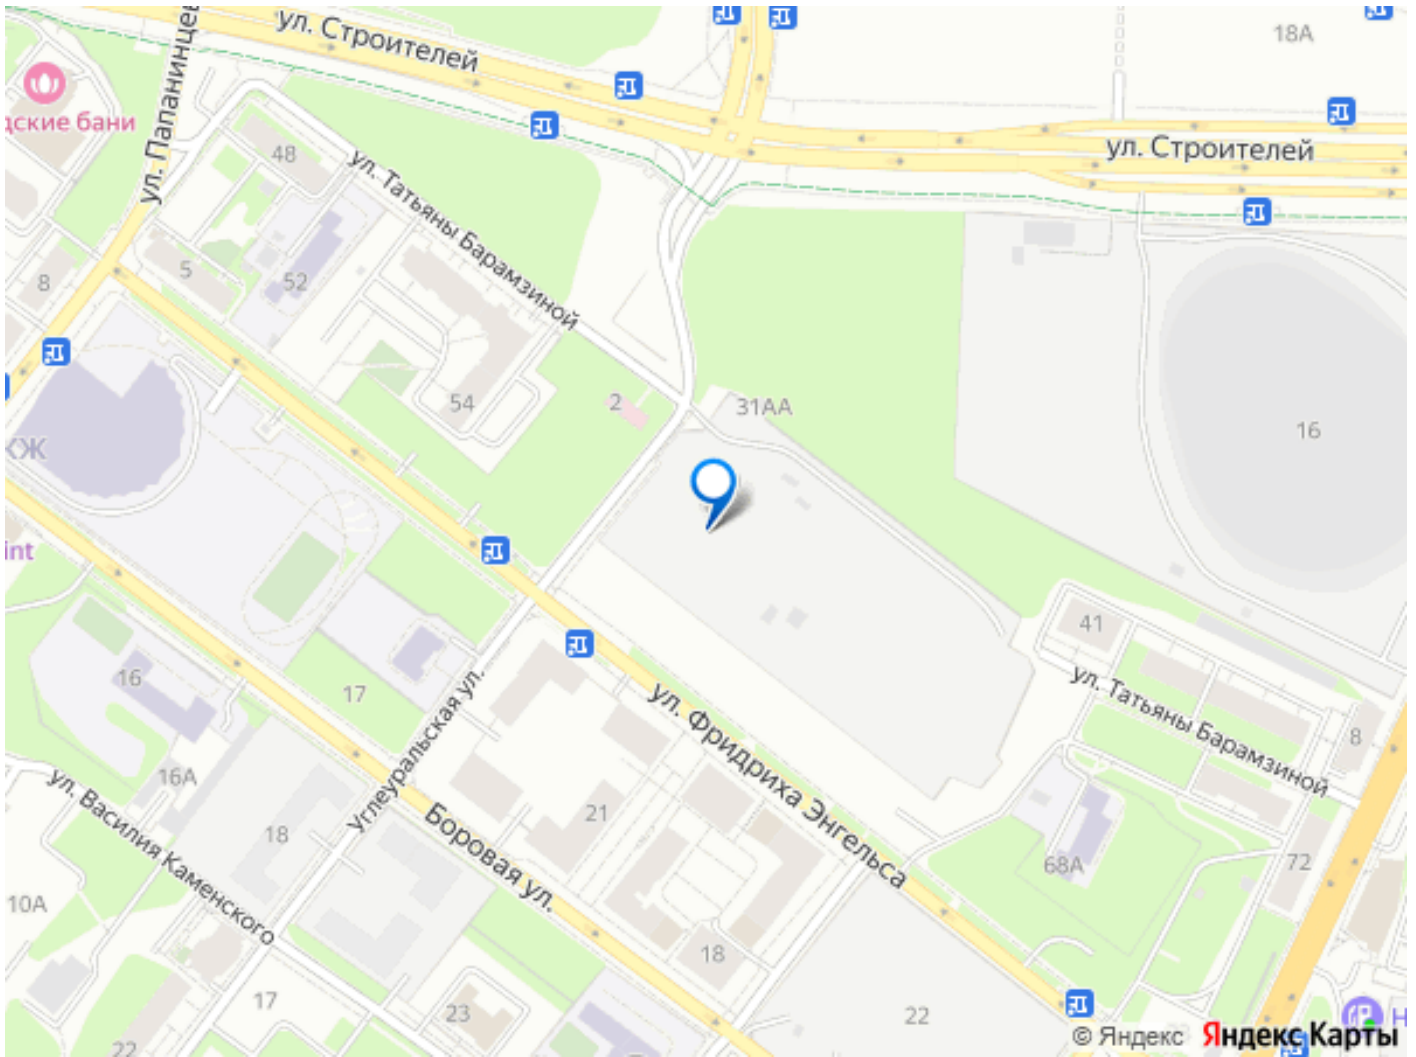 ул. Строителей
18А
ул. Папанинцев
дские бани
48
ул. Строителей
ул. Татьяны Барамзиной
52
5
8
54
2
31АА
16
КЖ
int
41
17
16
ул. Татьяны Барамзиной
8
ул. Фридриха Энгельса
Углеуральская ул.
16А
ул. Василия Каменского
18
Боровая ул.
21
68А
72
10А
18
17
23
22
22
© Яндекс Яндекс Карты